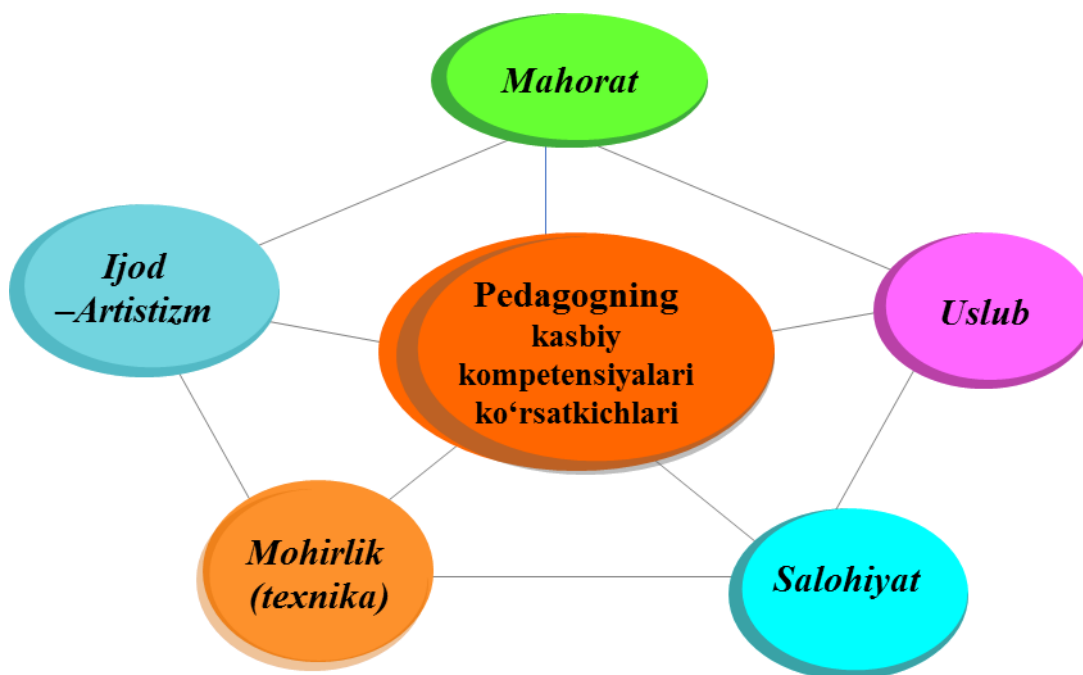 Mahorat
Ijod
–Artistizm
Pedagogning
kasbiy
kompetensiyalari
ko‘rsatkichlari
Uslub
Mohirlik
(texnika)
Salohiyat